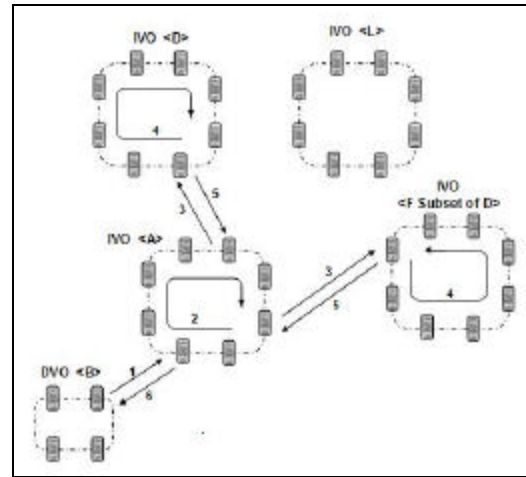 IVO <D>
IVO <L>
4
3
5
IVO
<F Subset of D>
IVO <A>
2
3
5
4
DVO <B>
1
6